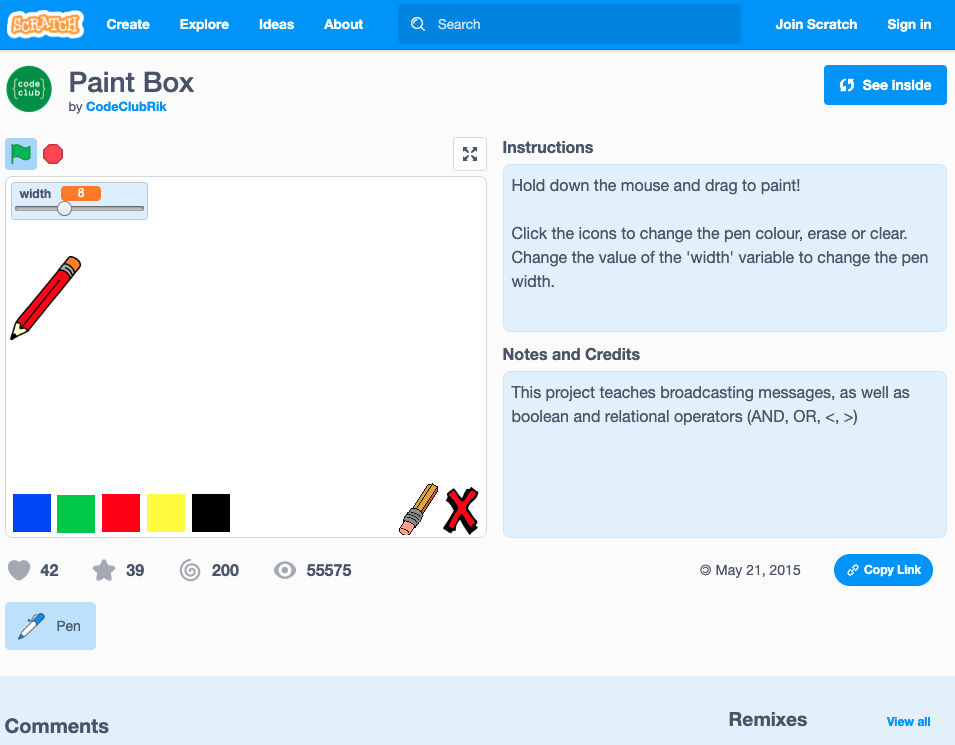 SCRATCH Create Explore Ideas About Search Join Scratch Sign in
{code club}
Paint Box
by CodeClubRik
See inside
width 8
Instructions
Hold down the mouse and drag to paint!
Click the icons to change the pen colour, erase or clear.
Change the value of the 'width' variable to change the pen
width.
Notes and Credits
This project teaches broadcasting messages, as well as
boolean and relational operators (AND, OR, <, >)
42 39 200 55575
May 21, 2015
Copy Link
Pen
Comments
Remixes
View all